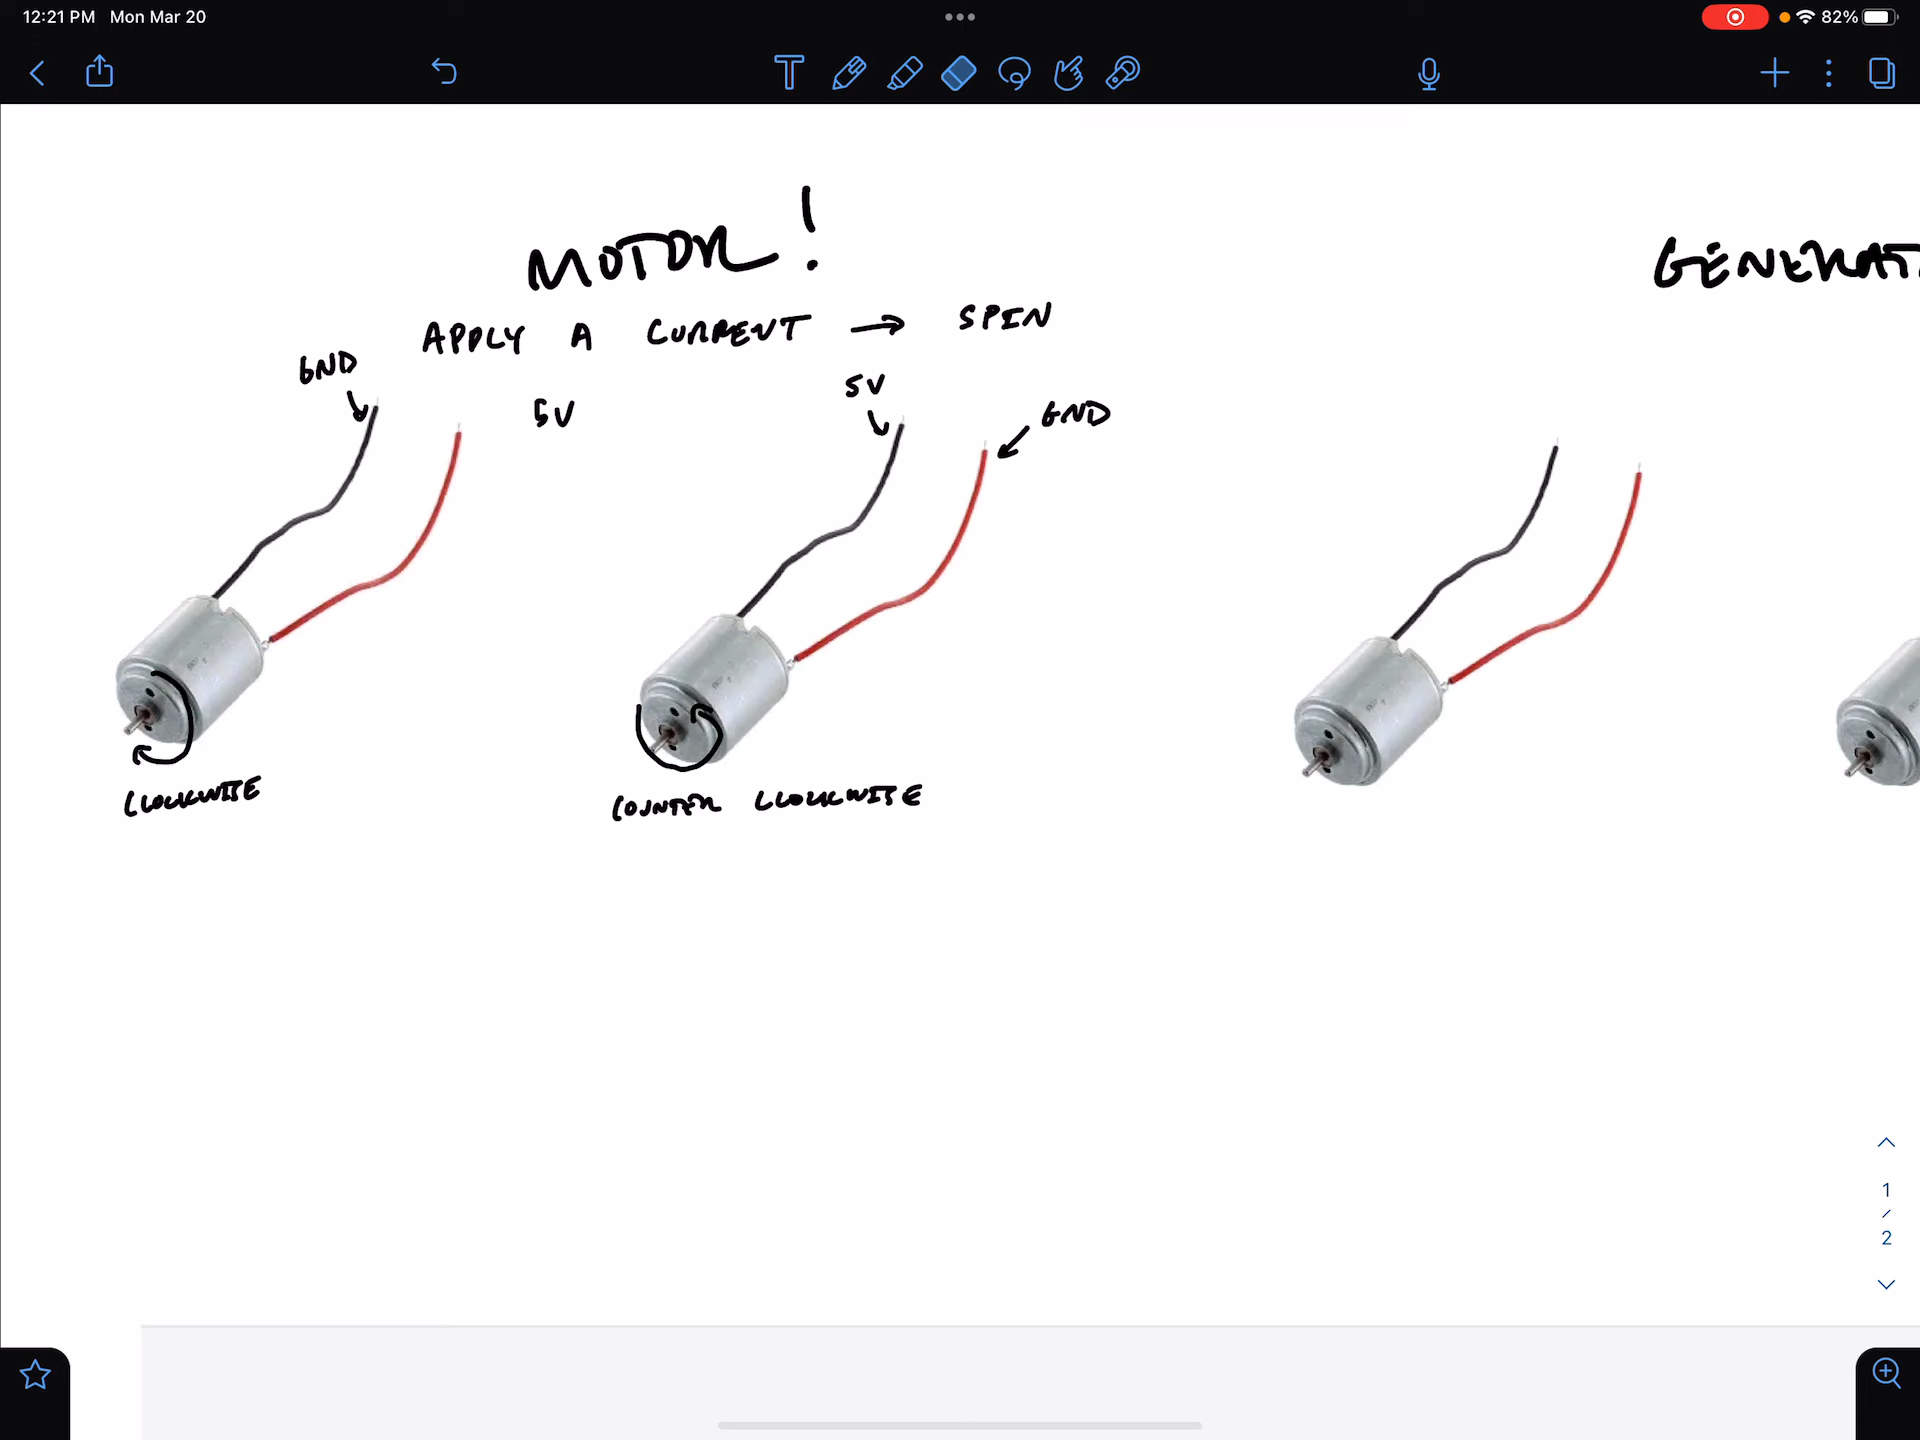 12:21 PM Mon Mar 20
82%
MOTOR!
GENERAT
APPLY A CURRENT → SPIN
GND
5V
5V
GND
CLOCKWISE
COUNTER CLOCKWISE
1
/
2